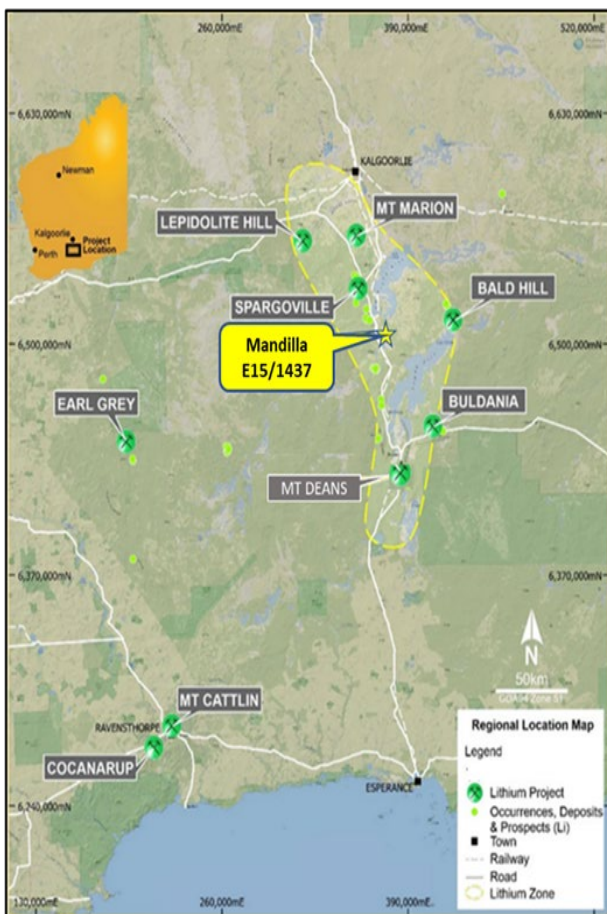 260,000mE
390,000mE
520,000mE
6,630,000mN
Newman
Kalgoorlie
Perth
Project
Location
KALGOORLIE
LEPIDOLITE HILL
MT MARION
SPARGOVILLE
BALD HILL
Mandilla
E15/1437
6,500,000mN
6,500,000mN
EARL GREY
BULDANIA
MT DEANS
6,370,000mN
6,370,000mN
N
50km
MT CATTLIN
RAVENSTHORPE
COCANARUP
ESPERANCE
6,240,000mN
Regional Location Map
Legend
Lithium Project
Occurrences, Deposits
& Prospects (Li)
Town
Railway
Road
Lithium Zone
130,000mE
260,000mE
390,000mE